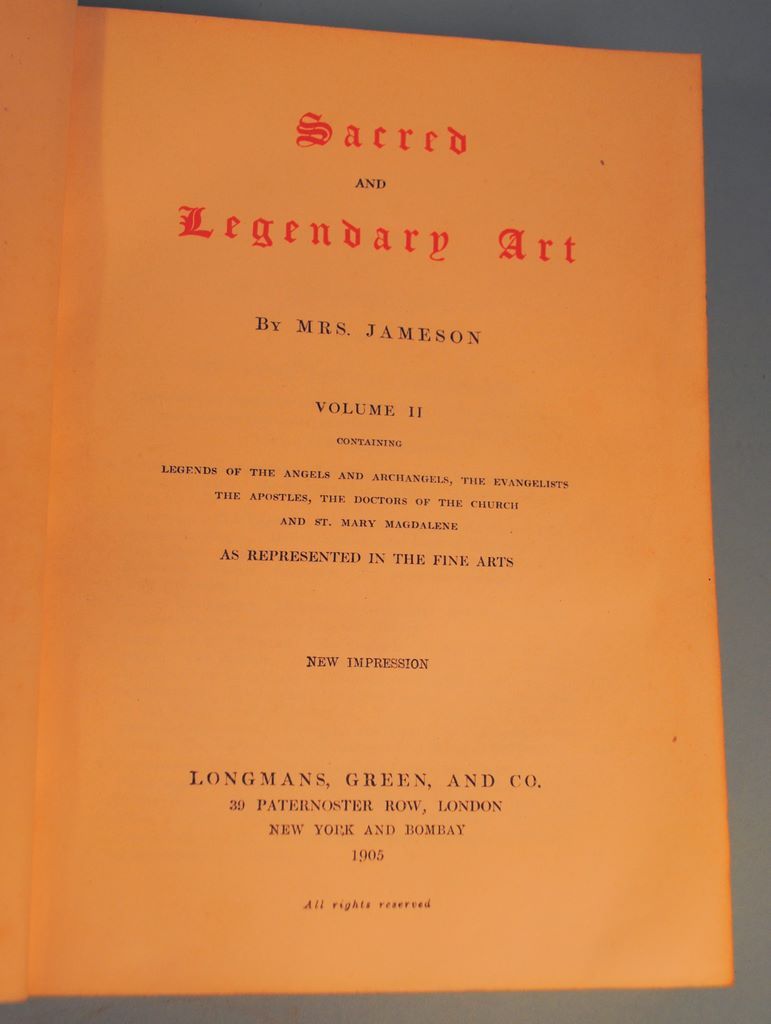 Sacred
AND
Legendary Art
By MRS. JAMESON
VOLUME II
CONTAINING
LEGENDS OF THE ANGELS AND ARCHANGELS, THE EVANGELISTS
THE APOSTLES, THE DOCTORS OF THE CHURCH
AND ST. MARY MAGDALENE
AS REPRESENTED IN THE FINE ARTS
NEW IMPRESSION
LONGMANS, GREEN, AND CO.
39 PATERNOSTER ROW, LONDON
NEW YORK AND BOMBAY
1905
All rights reserved